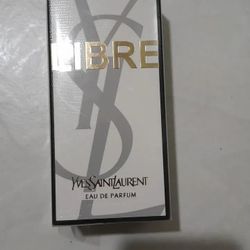 LIBRE
YVESSAINTLAURENT
EAU DE PARFUM